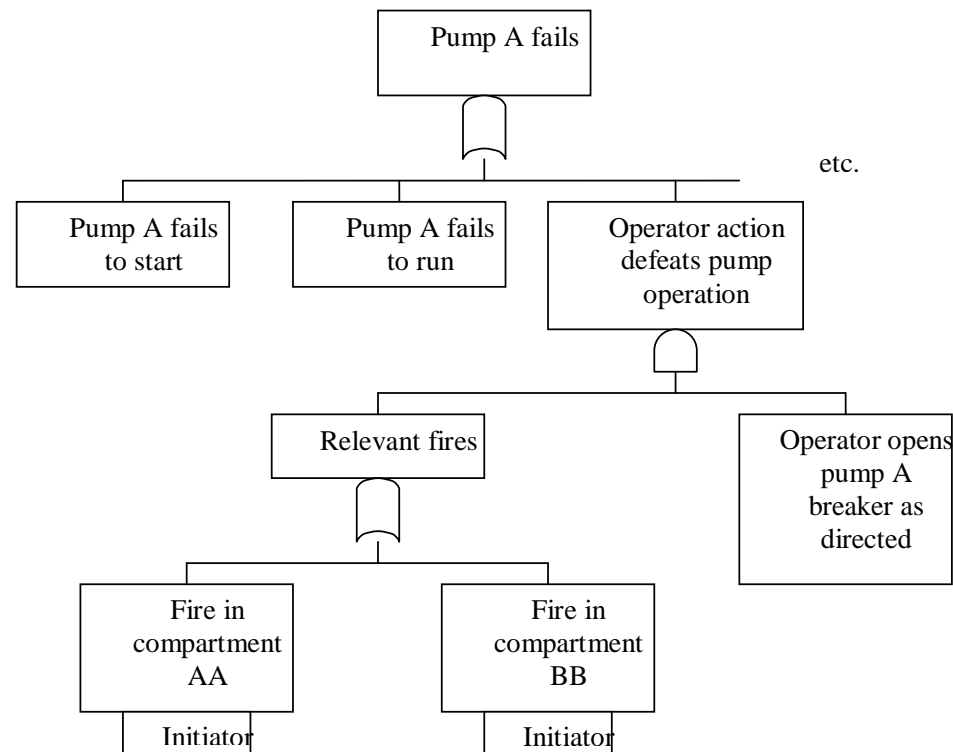 Pump A fails
etc.
Pump A fails
to start
Pump A fails
to run
Operator action
defeats pump
operation
Relevant fires
Operator opens
pump A
breaker as
directed
Fire in
compartment
AA
Fire in
compartment
BB
Initiator
Initiator